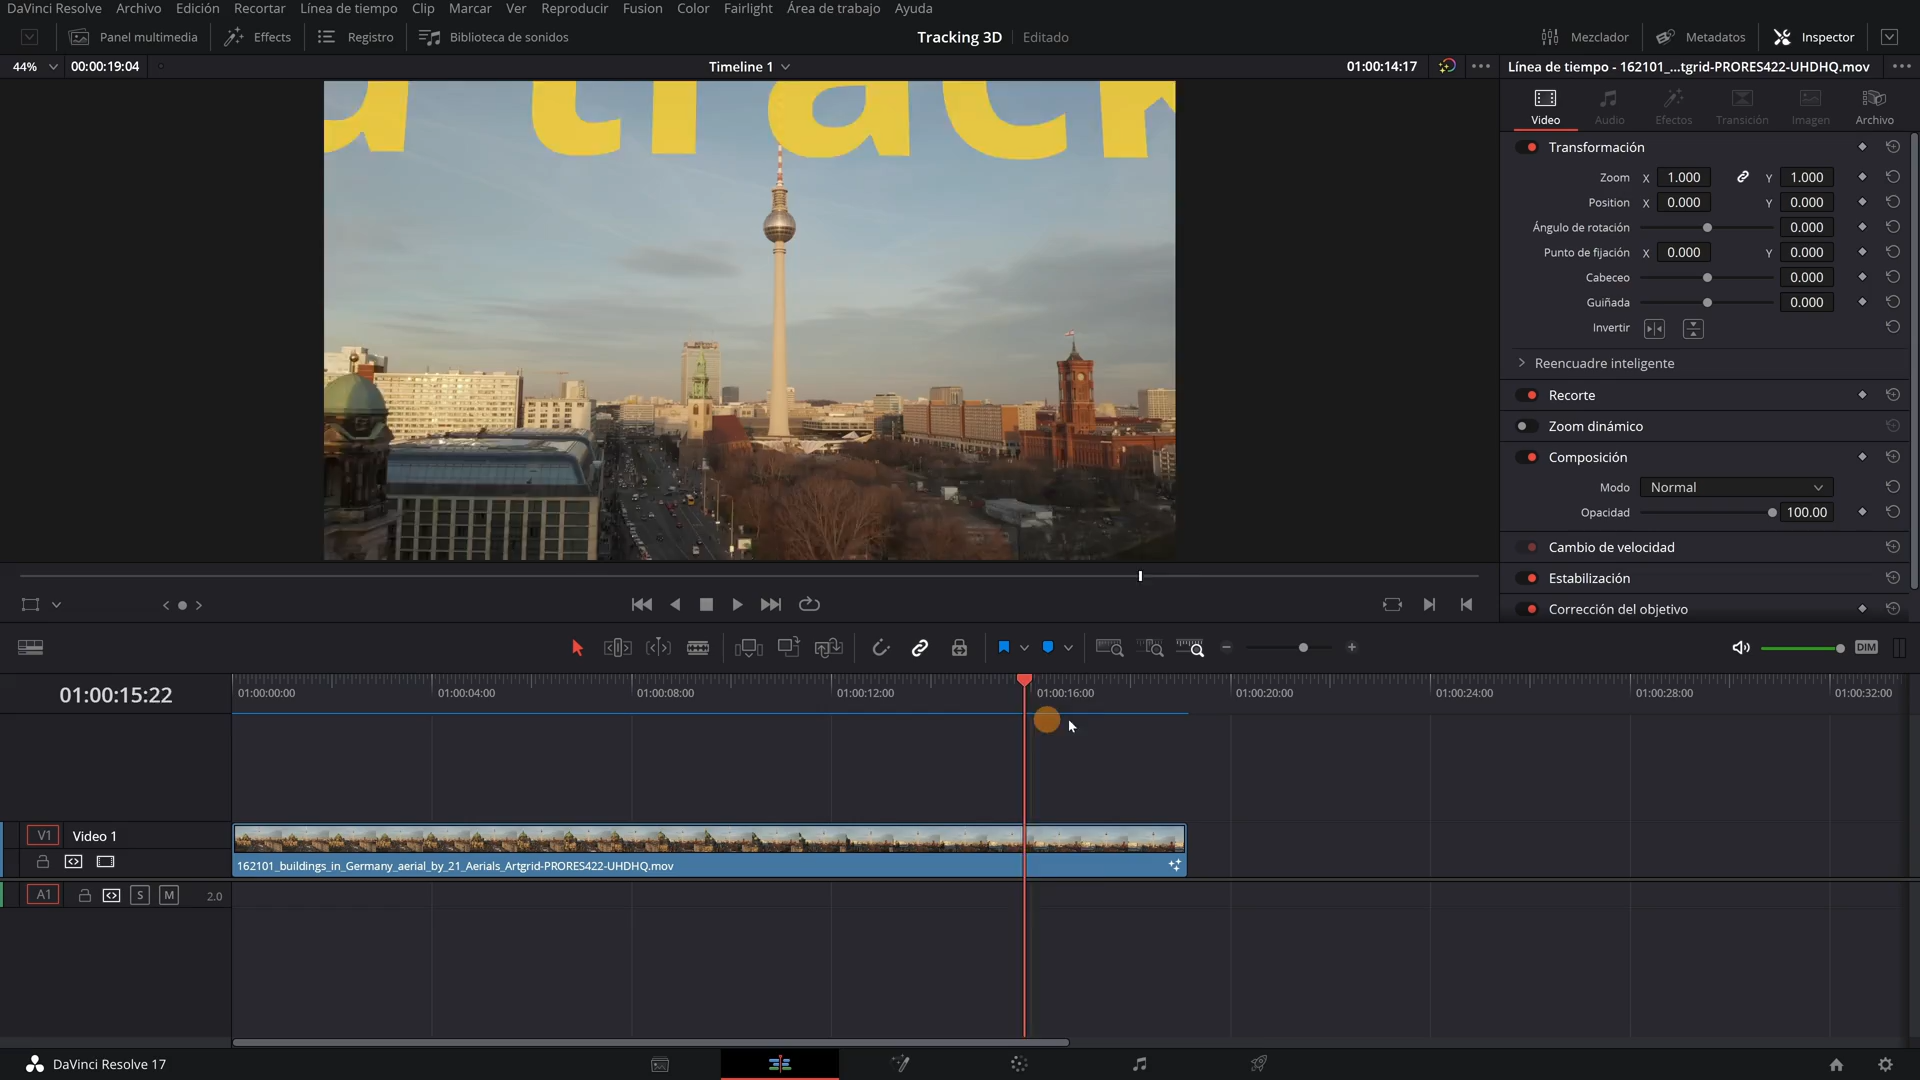 DaVinci Resolve Archivo Edición Recortar Línea de tiempo Clip Marcar Ver Reproducir Fusion Color Fairlight Área de trabajo Ayuda
Panel multimedia Effects Registro Biblioteca de sonidos Tracking 3D Editado Mezclador Metadatos Inspector
44% 00:00:19:04 Timeline 1 01:00:14:17 Línea de tiempo - 162101_...tgrid-PRORES422-UHDHQ.mov
track
Video Audio Efectos Transición Imagen Archivo
Transformación
Zoom X 1.000 Y 1.000
Position X 0.000 Y 0.000
Ángulo de rotación 0.000
Punto de fijación X 0.000 Y 0.000
Cabeceo 0.000
Guiñada 0.000
Invertir
Reencuadre inteligente
Recorte
Zoom dinámico
Composición
Modo Normal
Opacidad 100.00
Cambio de velocidad
Estabilización
Corrección del objetivo
DIM
01:00:15:22 01:00:00:00 01:00:04:00 01:00:08:00 01:00:12:00 01:00:16:00 01:00:20:00 01:00:24:00 01:00:28:00 01:00:32:00
V1 Video 1
162101_buildings_in_Germany_aerial_by_21_Aerials_Artgrid-PRORES422-UHDHQ.mov
A1 S M 2.0
DaVinci Resolve 17